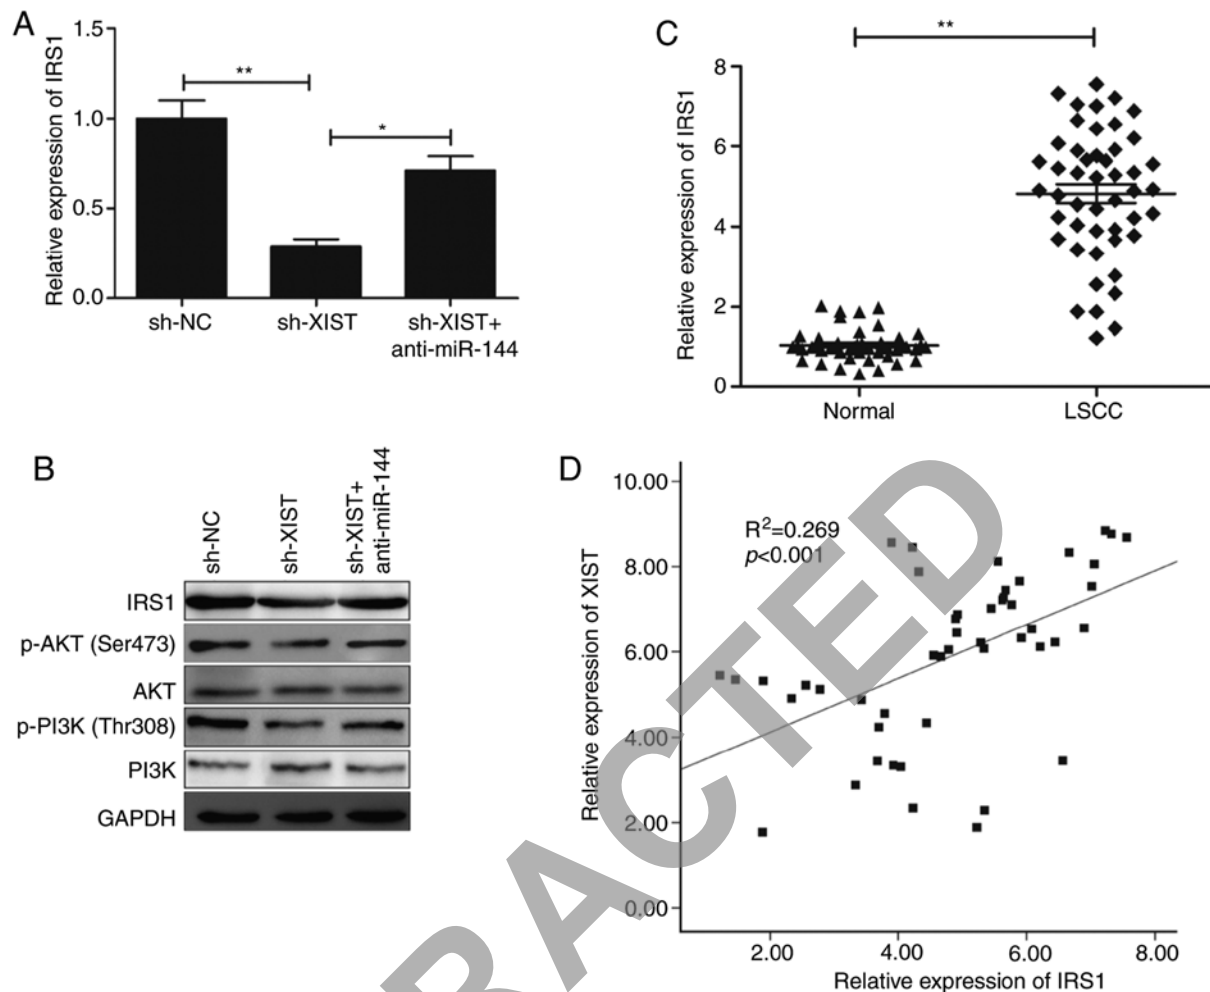 A
Relative expression of IRS1
1.5
1.0
0.5
0.0
**
*
sh-NC
sh-XIST
sh-XIST+
anti-miR-144
C
Relative expression of IRS1
8
6
4
2
0
**
Normal
LSCC
B
sh-NC
sh-XIST
sh-XIST+
anti-miR-144
IRS1
p-AKT (Ser473)
AKT
p-PI3K (Thr308)
PI3K
GAPDH
D
Relative expression of XIST
10.00
8.00
6.00
4.00
2.00
0.00
R²=0.269
p<0.001
2.00
4.00
6.00
8.00
Relative expression of IRS1
RACTED